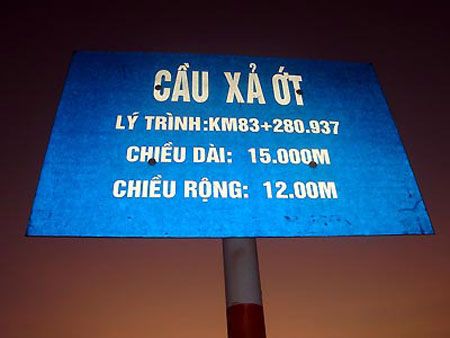 CẦU XẢ ỚT
LÝ TRÌNH:KM83+280.937
CHIỀU DÀI: 15.000M
CHIỀU RỘNG: 12.00M